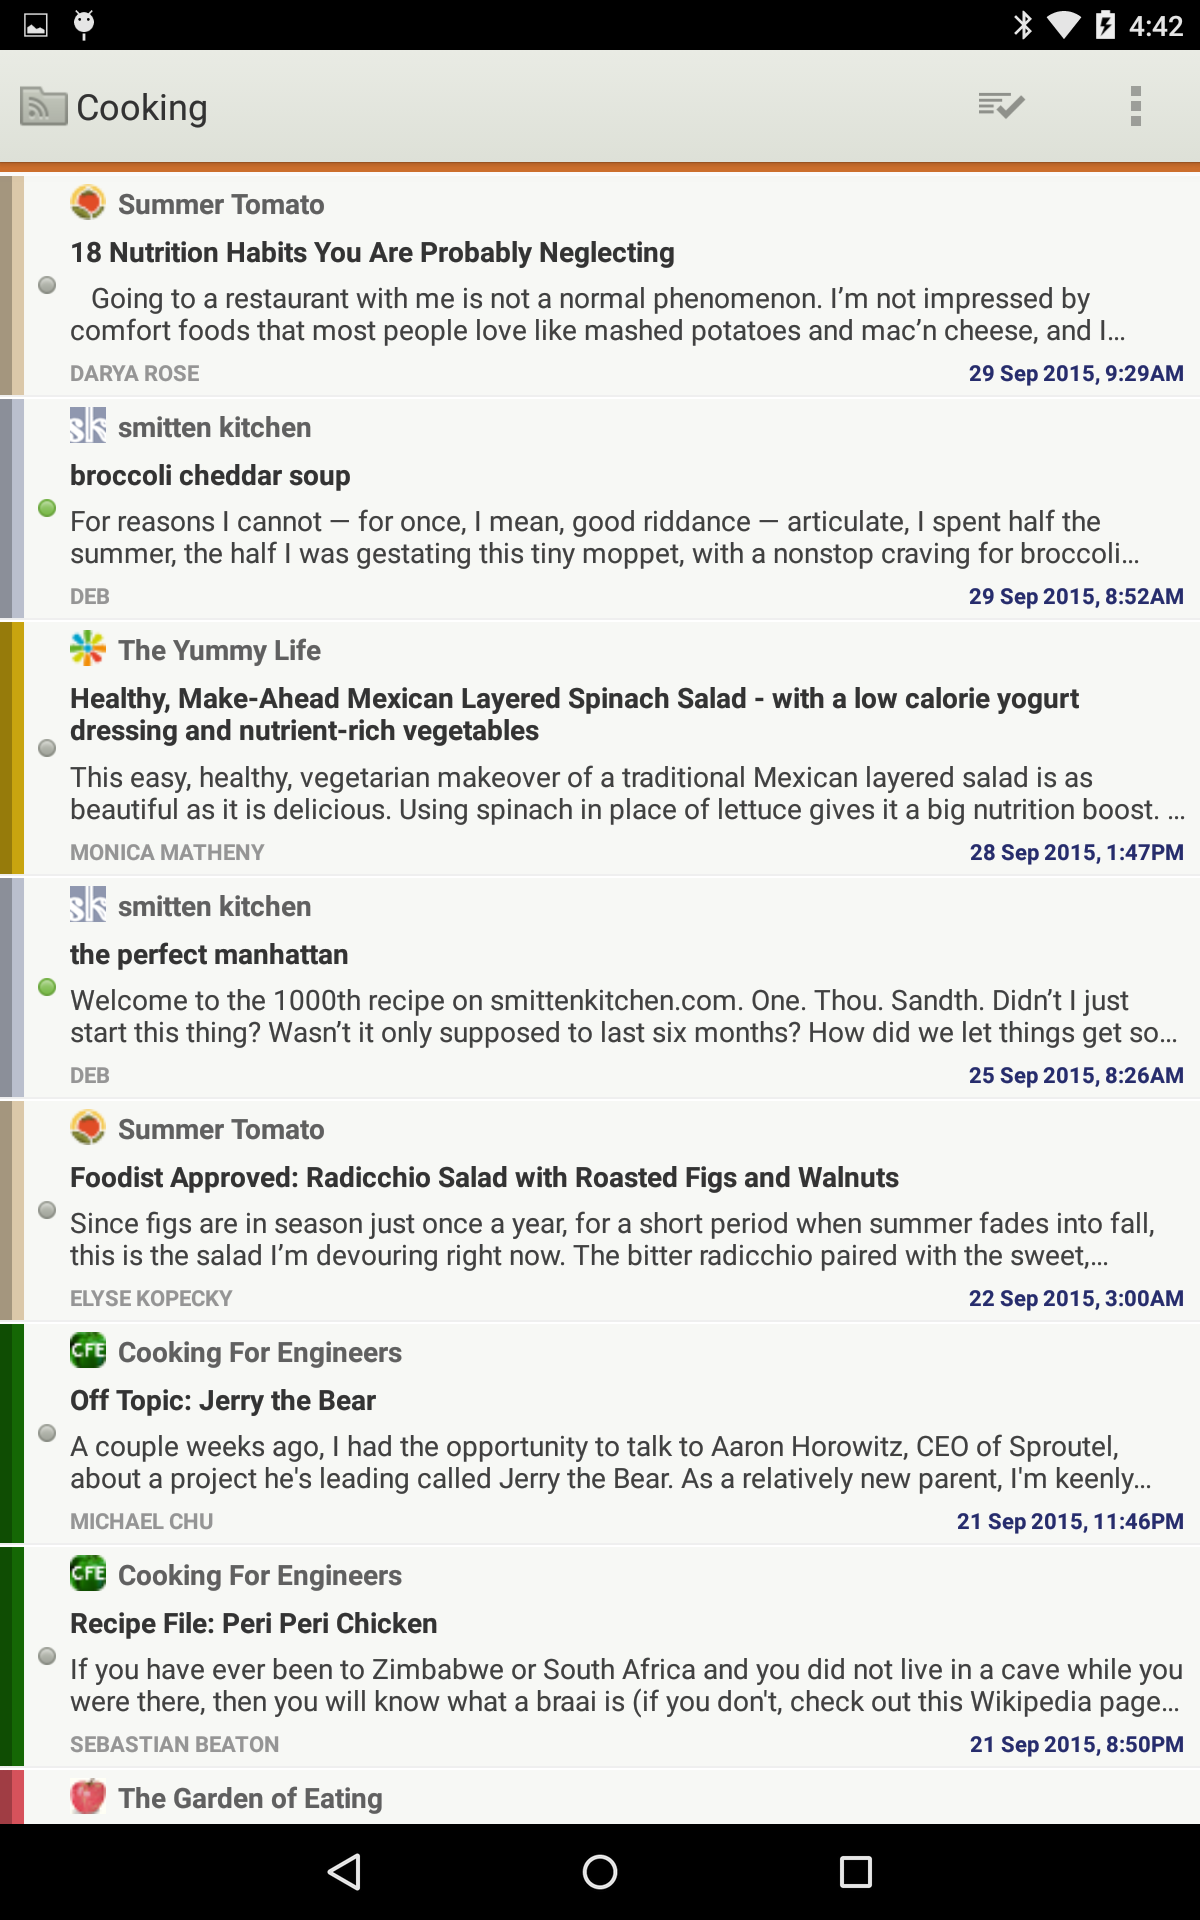 4:42
Cooking
Summer Tomato
18 Nutrition Habits You Are Probably Neglecting
Going to a restaurant with me is not a normal phenomenon. I’m not impressed by
comfort foods that most people love like mashed potatoes and mac’n cheese, and I…
DARYA ROSE
29 Sep 2015, 9:29AM
sk
smitten kitchen
broccoli cheddar soup
For reasons I cannot — for once, I mean, good riddance — articulate, I spent half the
summer, the half I was gestating this tiny moppet, with a nonstop craving for broccoli…
DEB
29 Sep 2015, 8:52AM
The Yummy Life
Healthy, Make-Ahead Mexican Layered Spinach Salad - with a low calorie yogurt
dressing and nutrient-rich vegetables
This easy, healthy, vegetarian makeover of a traditional Mexican layered salad is as
beautiful as it is delicious. Using spinach in place of lettuce gives it a big nutrition boost. …
MONICA MATHENY
28 Sep 2015, 1:47PM
sk
smitten kitchen
the perfect manhattan
Welcome to the 1000th recipe on smittenkitchen.com. One. Thou. Sandth. Didn’t I just
start this thing? Wasn’t it only supposed to last six months? How did we let things get so…
DEB
25 Sep 2015, 8:26AM
Summer Tomato
Foodist Approved: Radicchio Salad with Roasted Figs and Walnuts
Since figs are in season just once a year, for a short period when summer fades into fall,
this is the salad I’m devouring right now. The bitter radicchio paired with the sweet,…
ELYSE KOPECKY
22 Sep 2015, 3:00AM
CFE
Cooking For Engineers
Off Topic: Jerry the Bear
A couple weeks ago, I had the opportunity to talk to Aaron Horowitz, CEO of Sproutel,
about a project he's leading called Jerry the Bear. As a relatively new parent, I'm keenly…
MICHAEL CHU
21 Sep 2015, 11:46PM
CFE
Cooking For Engineers
Recipe File: Peri Peri Chicken
If you have ever been to Zimbabwe or South Africa and you did not live in a cave while you
were there, then you will know what a braai is (if you don't, check out this Wikipedia page…
SEBASTIAN BEATON
21 Sep 2015, 8:50PM
The Garden of Eating